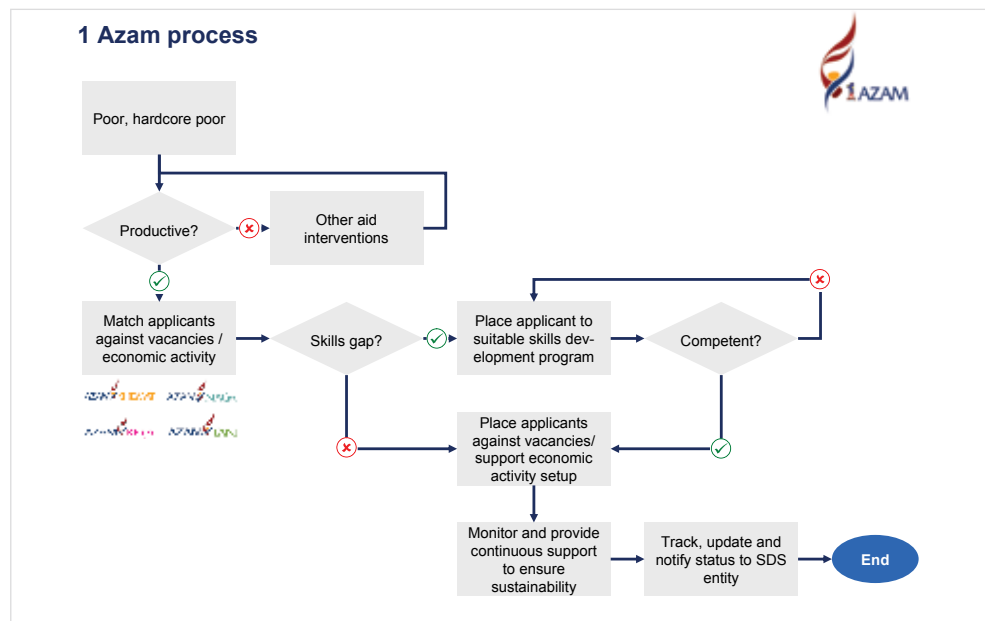 1 Azam process
1 AZAM
Poor, hardcore poor
Productive?
Other aid
interventions
Match applicants
against vacancies /
economic activity
Skills gap?
Place applicant to
suitable skills dev-
elopment program
Competent?
Place applicants
against vacancies/
support economic
activity setup
Monitor and provide
continuous support
to ensure
sustainability
Track, update and
notify status to SDS
entity
End